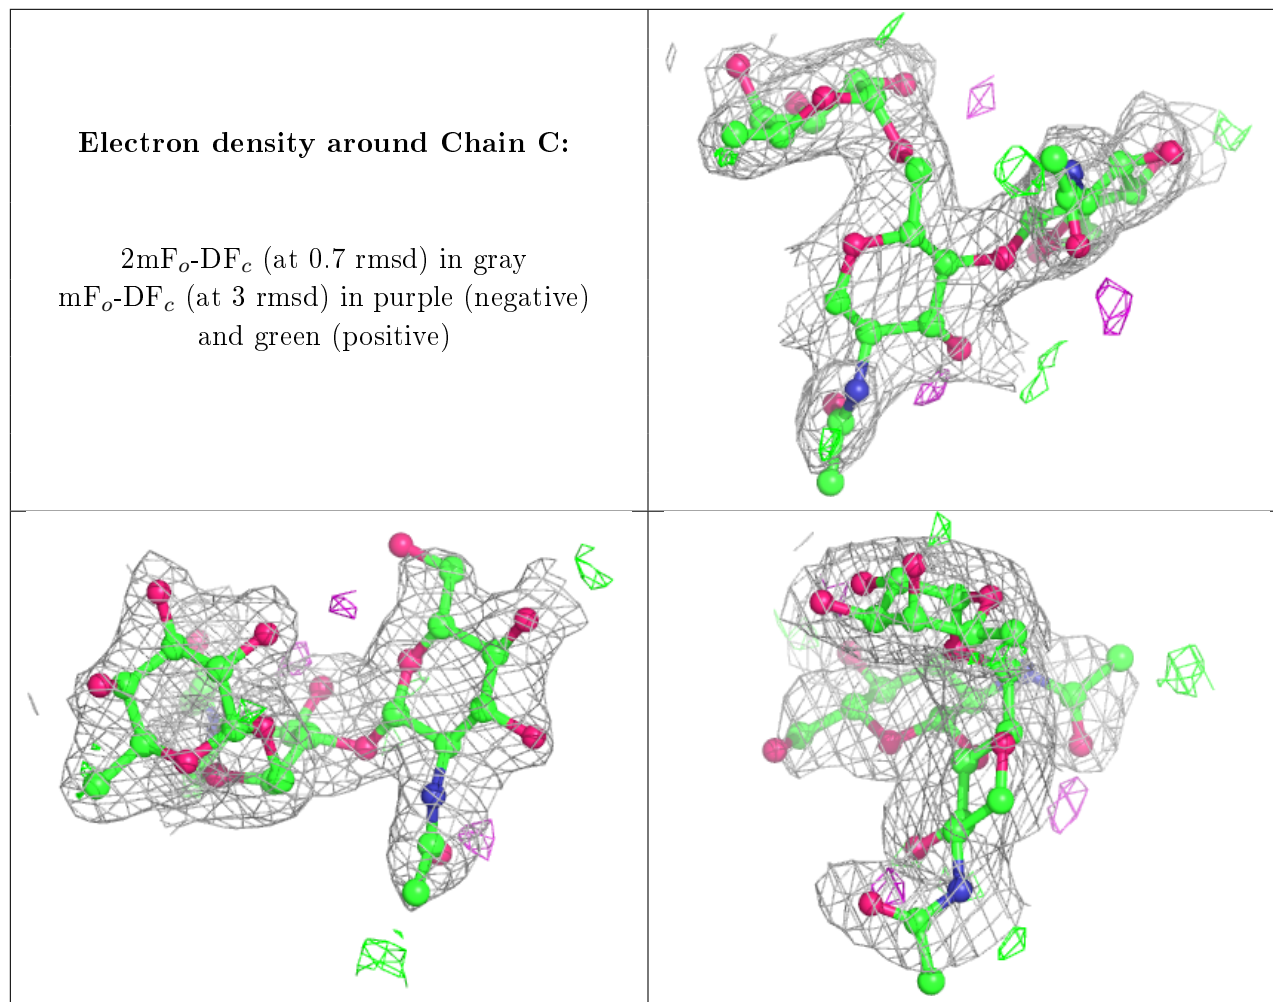 Electron density around Chain C:
2mFₒ-DF𝒸 (at 0.7 rmsd) in gray
mFₒ-DF𝒸 (at 3 rmsd) in purple (negative)
and green (positive)